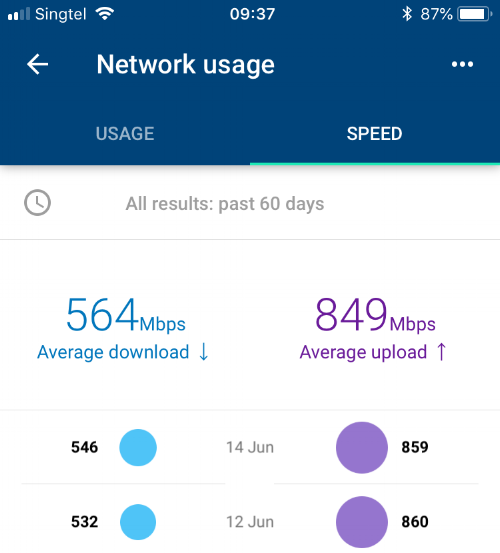 Singtel 09:37 87%
Network usage
USAGE SPEED
All results: past 60 days
564Mbps 849Mbps
Average download ↓ Average upload ↑
546 14 Jun 859
532 12 Jun 860